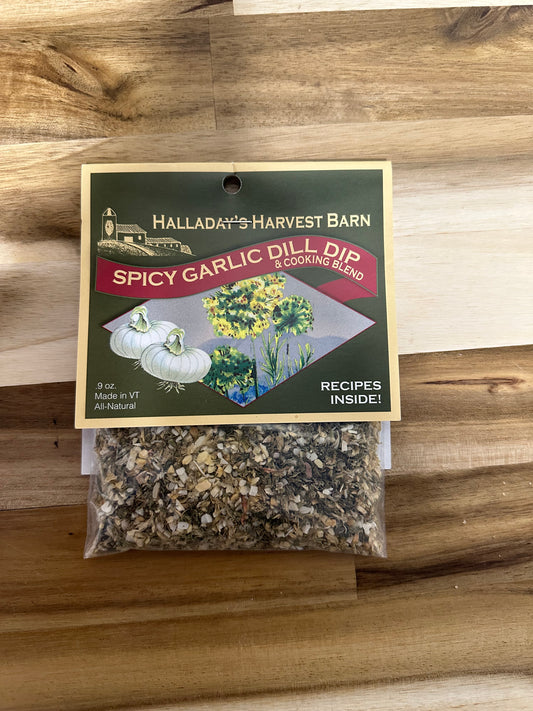 HALLADAY'S HARVEST BARN
SPICY GARLIC DILL DIP
& COOKING BLEND
.9 oz.
Made in VT
All-Natural
RECIPES
INSIDE!